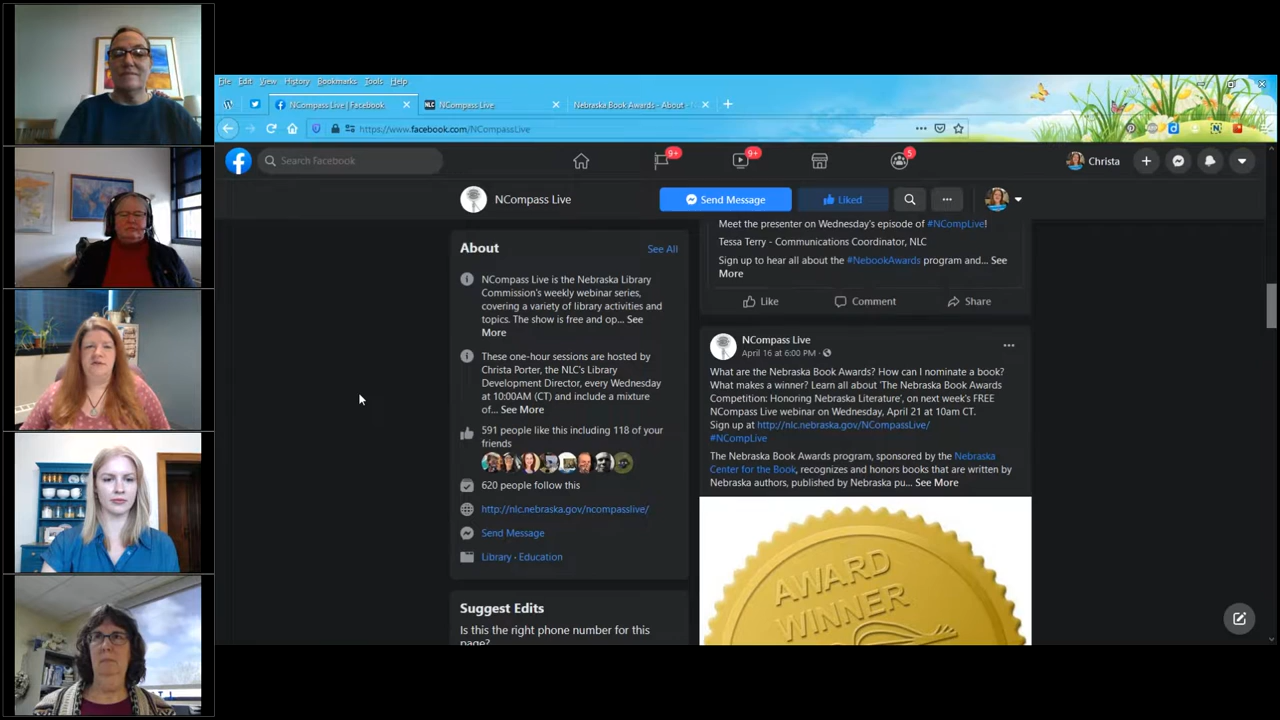 File Edit View History Bookmarks Tools Help
NCompass Live | Facebook
NLC NCompass Live
Nebraska Book Awards - About -
https://www.facebook.com/NCompassLive
Search Facebook
9+
9+
5
Christa
NCompass Live
Send Message
Liked
About
See All
NCompass Live is the Nebraska Library
Commission's weekly webinar series,
covering a variety of library activities and
topics. The show is free and op... See
More
These one-hour sessions are hosted by
Christa Porter, the NLC's Library
Development Director, every Wednesday
at 10:00AM (CT) and include a mixture
of... See More
591 people like this including 118 of your
friends
620 people follow this
http://nlc.nebraska.gov/ncompasslive/
Send Message
Library · Education
Suggest Edits
Is this the right phone number for this
page?
Meet the presenter on Wednesday's episode of #NCompLive!
Tessa Terry - Communications Coordinator, NLC
Sign up to hear all about the #NebookAwards program and... See
More
Like
Comment
Share
NCompass Live
April 16 at 6:00 PM ·
What are the Nebraska Book Awards? How can I nominate a book?
What makes a winner? Learn all about 'The Nebraska Book Awards
Competition: Honoring Nebraska Literature', on next week's FREE
NCompass Live webinar on Wednesday, April 21 at 10am CT.
Sign up at http://nlc.nebraska.gov/NCompassLive/
#NCompLive
The Nebraska Book Awards program, sponsored by the Nebraska
Center for the Book, recognizes and honors books that are written by
Nebraska authors, published by Nebraska pu... See More
AWARD
WINNER